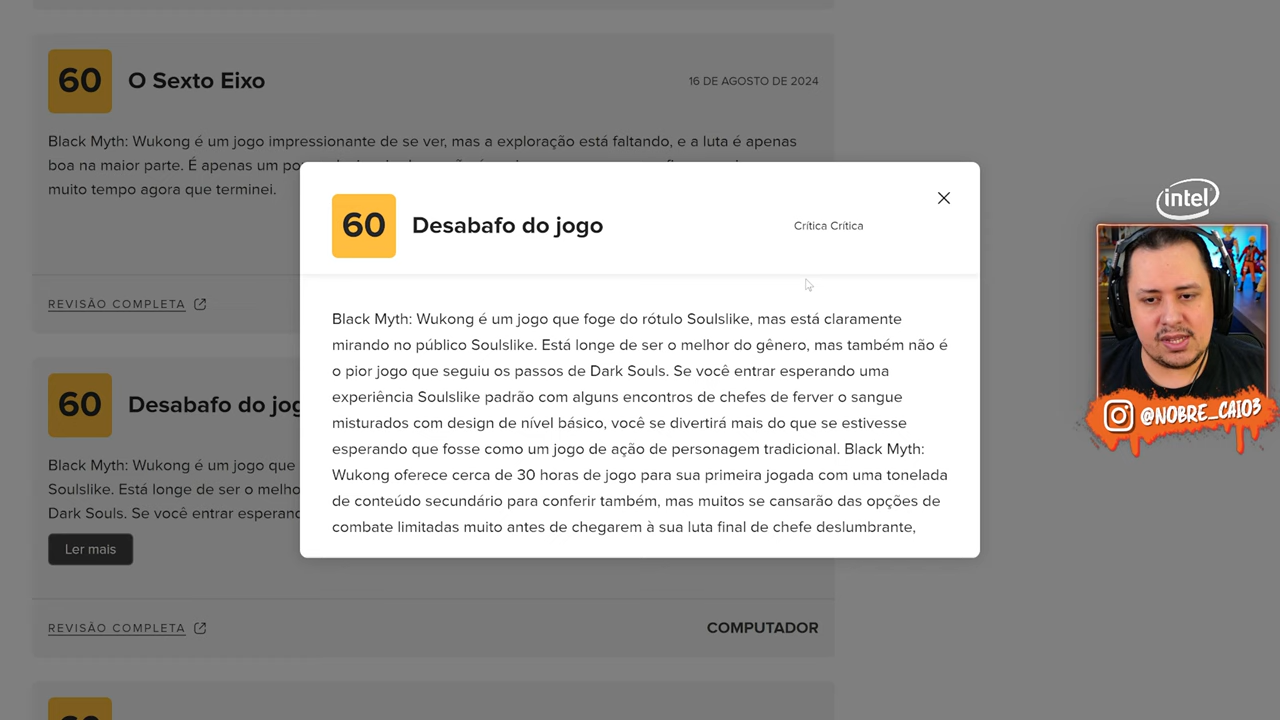 60
O Sexto Eixo
16 DE AGOSTO DE 2024
Black Myth: Wukong é um jogo impressionante de se ver, mas a exploração está faltando, e a luta é apenas
boa na maior parte. É apenas um
muito tempo agora que terminei.
REVISÃO COMPLETA
60
Desabafo do jogo
Crítica Crítica
Black Myth: Wukong é um jogo que foge do rótulo Soulslike, mas está claramente
mirando no público Soulslike. Está longe de ser o melhor do gênero, mas também não é
o pior jogo que seguiu os passos de Dark Souls. Se você entrar esperando uma
experiência Soulslike padrão com alguns encontros de chefes de ferver o sangue
misturados com design de nível básico, você se divertirá mais do que se estivesse
esperando que fosse como um jogo de ação de personagem tradicional. Black Myth:
Wukong oferece cerca de 30 horas de jogo para sua primeira jogada com uma tonelada
de conteúdo secundário para conferir também, mas muitos se cansarão das opções de
combate limitadas muito antes de chegarem à sua luta final de chefe deslumbrante,
60
Desabafo do jog
Black Myth: Wukong é um jogo que
Soulslike. Está longe de ser o melho
Dark Souls. Se você entrar esperan
Ler mais
REVISÃO COMPLETA
COMPUTADOR
60
intel
@NOBRE_CAIO3